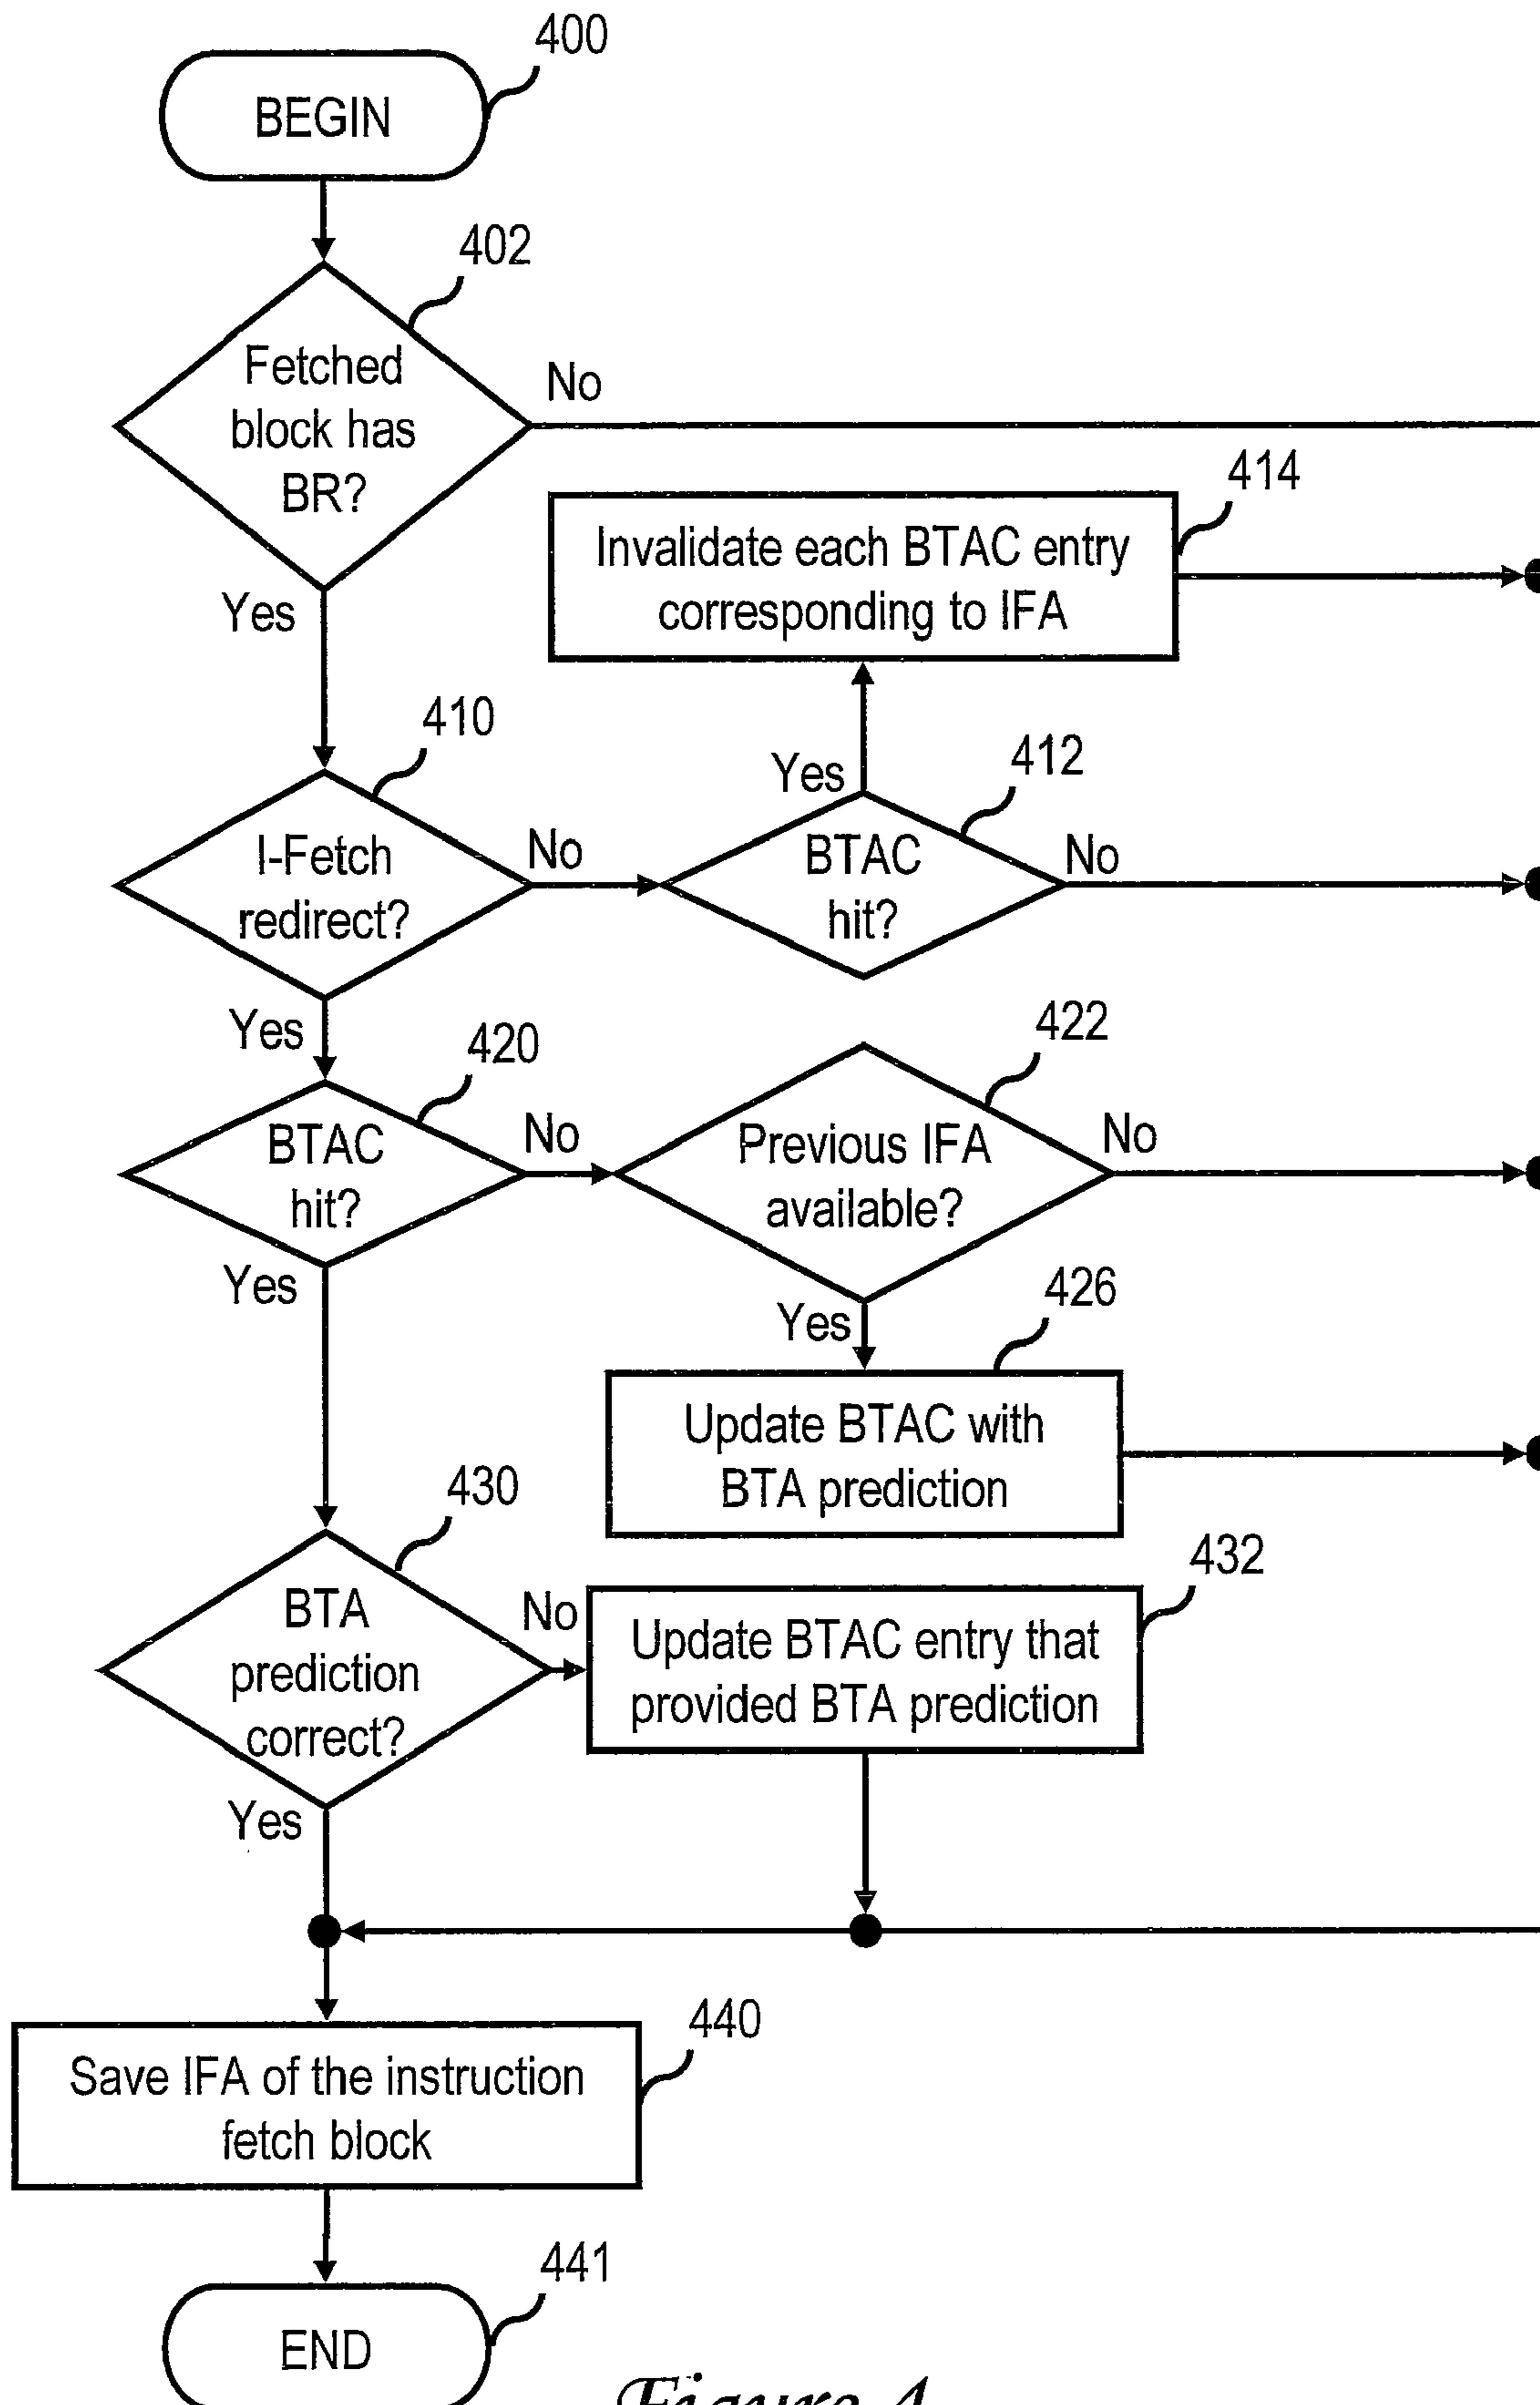 400
BEGIN
402
Fetched
block has
BR?
No
Yes
414
Invalidate each BTAC entry
corresponding to IFA
410
I-Fetch
redirect?
No
Yes
412
Yes
BTAC
hit?
No
420
BTAC
hit?
No
Yes
422
Previous IFA
available?
No
Yes
426
Update BTAC with
BTA prediction
430
BTA
prediction
correct?
No
Yes
432
Update BTAC entry that
provided BTA prediction
440
Save IFA of the instruction
fetch block
441
END
Figure 4